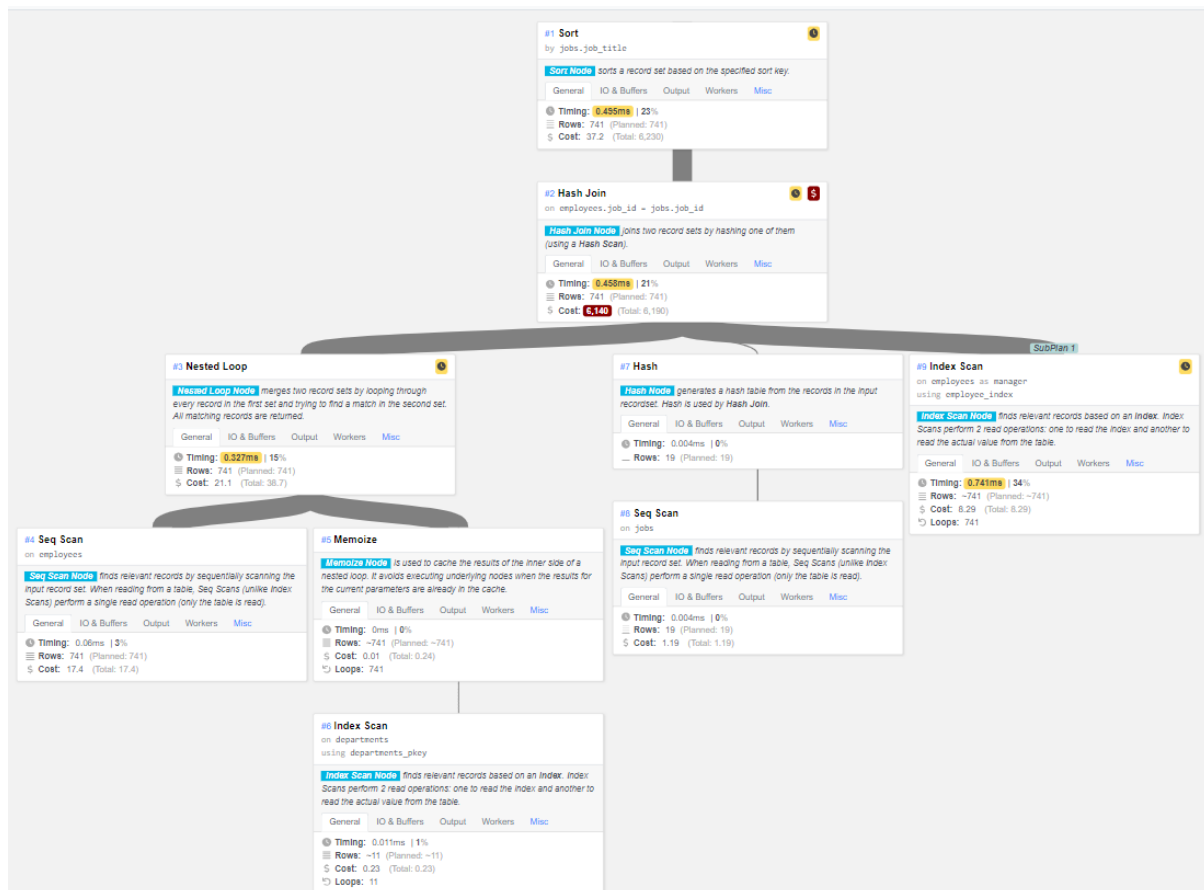 #1 Sort
by jobs.job_title
Sort Node sorts a record set based on the specified sort key.
General IO & Buffers Output Workers Misc
Timing: 0.495ms | 23%
Rows: 741 (Planned: 741)
$ Cost: 37.2 (Total: 6,230)
#2 Hash Join
$
on employees.job_id = jobs.job_id
Hash Join Node joins two record sets by hashing one of them
(using a Hash Scan).
General IO & Buffers Output Workers Misc
Timing: 0.458ms | 21%
Rows: 741 (Planned: 741)
$ Cost: 6,140 (Total: 6,190)
#3 Nested Loop
Nested Loop Node merges two record sets by looping through
every record in the first set and trying to find a match in the second set.
All matching records are returned.
General IO & Buffers Output Workers Misc
Timing: 0.327ms | 15%
Rows: 741 (Planned: 741)
$ Cost: 21.1 (Total: 38.7)
#7 Hash
Hash Node generates a hash table from the records in the input
recordset. Hash is used by Hash Join.
General IO & Buffers Output Workers Misc
Timing: 0.004ms | 0%
Rows: 19 (Planned: 19)
SubPlan 1
#9 Index Scan
on employees as manager
using employee_index
Index Scan Node finds relevant records based on an Index. Index
Scans perform 2 read operations: one to read the index and another to
read the actual value from the table.
General IO & Buffers Output Workers Misc
Timing: 0.741ms | 34%
Rows: ~741 (Planned: ~741)
$ Cost: 8.29 (Total: 8.29)
Loops: 741
#4 Seq Scan
on employees
Seq Scan Node finds relevant records by sequentially scanning the
input record set. When reading from a table, Seq Scans (unlike Index
Scans) perform a single read operation (only the table is read).
General IO & Buffers Output Workers Misc
Timing: 0.06ms | 3%
Rows: 741 (Planned: 741)
$ Cost: 17.4 (Total: 17.4)
#5 Memoize
Memoize Node is used to cache the results of the inner side of a
nested loop. It avoids executing underlying nodes when the results for
the current parameters are already in the cache.
General IO & Buffers Output Workers Misc
Timing: 0ms | 0%
Rows: ~741 (Planned: ~741)
$ Cost: 0.01 (Total: 0.24)
Loops: 741
#8 Seq Scan
on jobs
Seq Scan Node finds relevant records by sequentially scanning the
input record set. When reading from a table, Seq Scans (unlike Index
Scans) perform a single read operation (only the table is read).
General IO & Buffers Output Workers Misc
Timing: 0.004ms | 0%
Rows: 19 (Planned: 19)
$ Cost: 1.19 (Total: 1.19)
#6 Index Scan
on departments
using departments_pkey
Index Scan Node finds relevant records based on an Index. Index
Scans perform 2 read operations: one to read the index and another to
read the actual value from the table.
General IO & Buffers Output Workers Misc
Timing: 0.011ms | 1%
Rows: ~11 (Planned: ~11)
$ Cost: 0.23 (Total: 0.23)
Loops: 11